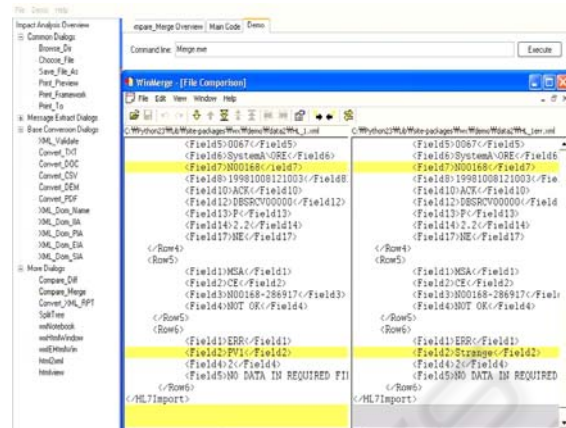 File Demo Help
Impact Analysis Overview
Common Dialogs
Browse_Dir
Choose_File
Save_File_As
Print_Preview
Print_Framework
Print_To
Message Extract Dialogs
Base Conversion Dialogs
XML_Validate
Convert_TXT
Convert_DOC
Convert_CSV
Convert_DEM
Convert_PDF
XML_Dom_Name
XML_Dom_IIA
XML_Dom_PIA
XML_Dom_EIA
XML_Dom_SIA
More Dialogs
Compare_Diff
Compare_Merge
Convert_XML_RPT
SplitTree
wxNotebook
wxHtmlWindow
wxIEHtmlWin
html2xml
htmlview
mpare_Merge Overview Main Code Demo
Command line: Merge.exe Execute
WinMerge - [File Comparison]
File Edit View Window Help
<Field5>0067</Field5>
<Field6>SystemA\ORE</Field6>
<Field7>N00168</ield7>
<Field8>19981008121003</Field8
<Field10>ACK</Field10>
<Field12>DBSRCV00000</Field12>
<Field13>P</Field13>
<Field14>2.2</Field14>
<Field17>NE</Field17>
</Row4>
<Row5>
<Field1>MSA</Field1>
<Field2>CE</Field2>
<Field3>N00168-286917</Field3>
<Field4>NOT OK</Field4>
</Row5>
<Row6>
<Field1>ERR</Field1>
<Field2>PV1</Field2>
<Field4>2</Field4>
<Field5>NO DATA IN REQUIRED FI
</Row6>
</HL7Import>
<Field5>0067</Field5>
<Field6>SystemA\ORE</Field6>
<Field7>N00168</Field7>
<Field8>19981008121003</Fie
<Field10>ACK</Field10>
<Field12>DBSRCV00000</Field
<Field13>P</Field13>
<Field14>2.2</Field14>
<Field17>NE</Field17>
</Row4>
<Row5>
<Field1>MSA</Field1>
<Field2>CE</Field2>
<Field3>N00168-286917</Fiel
<Field4>NOT OK</Field4>
</Row5>
<Row6>
<Field1>ERR</Field1>
<Field2>Strange</Field2>
<Field4>2</Field4>
<Field5>NO DATA IN REQUIRED
</Row6>
</HL7Import>